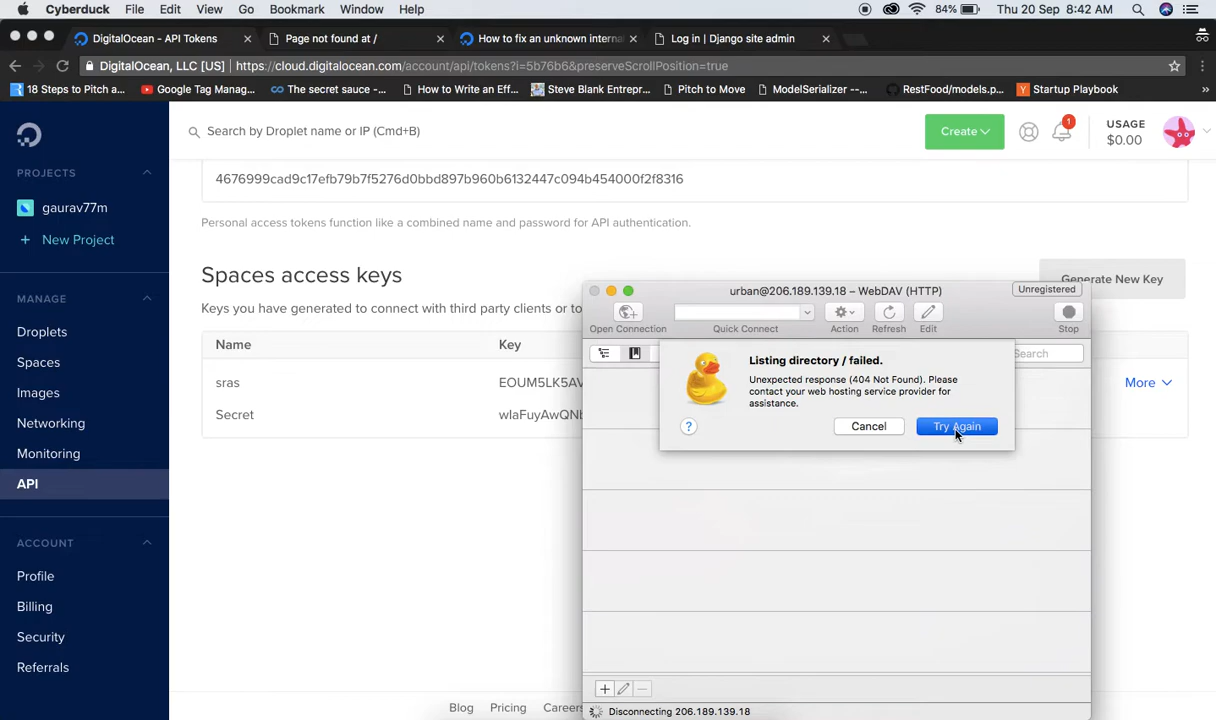 Cyberduck File Edit View Go Bookmark Window Help 84% Thu 20 Sep 8:42 AM
DigitalOcean - API Tokens Page not found at / How to fix an unknown interna Log in | Django site admin
DigitalOcean, LLC [US] https://cloud.digitalocean.com/account/api/tokens?i=5b76b6&preserveScrollPosition=true
18 Steps to Pitch a... Google Tag Manag... The secret sauce -... How to Write an Eff... Steve Blank Entrepr... Pitch to Move ModelSerializer –... RestFood/models.p... Startup Playbook »
Search by Droplet name or IP (Cmd+B)
Create
1
USAGE
$0.00
PROJECTS
gaurav77m
+ New Project
MANAGE
Droplets
Spaces
Images
Networking
Monitoring
API
ACCOUNT
Profile
Billing
Security
Referrals
4676999cad9c17efb79b7f5276d0bbd897b960b6132447c094b454000f2f8316
Personal access tokens function like a combined name and password for API authentication.
Spaces access keys
Generate New Key
Keys you have generated to connect with third party clients or to
Name Key
sras EOUM5LK5AV
More
Secret wlaFuyAwQNb
Blog Pricing Careers
urban@206.189.139.18 – WebDAV (HTTP)
Unregistered
Open Connection Quick Connect Action Refresh Edit Stop
Search
Listing directory / failed.
Unexpected response (404 Not Found). Please
contact your web hosting service provider for
assistance.
? Cancel Try Again
Disconnecting 206.189.139.18